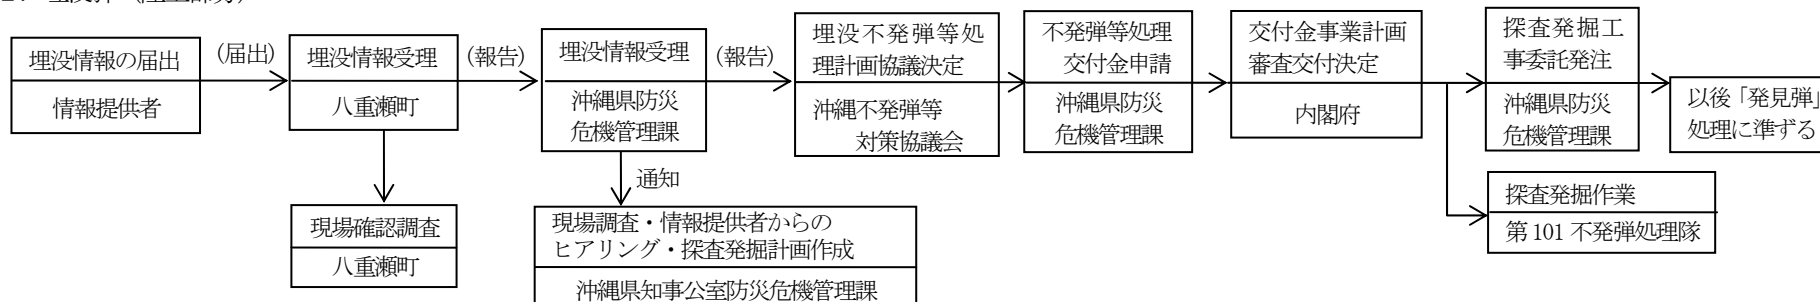 埋没情報の届出
情報提供者
(届出)
埋没情報受理
八重瀬町
(報告)
埋没情報受理
沖縄県防災
危機管理課
(報告)
埋没不発弾等処
理計画協議決定
沖縄不発弾等
対策協議会
不発弾等処理
交付金申請
沖縄県防災
危機管理課
交付金事業計画
審査交付決定
内閣府
探査発掘工
事委託発注
沖縄県防災
危機管理課
以後「発見弾」
処理に準ずる
通知
現場確認調査
八重瀬町
現場調査・情報提供者からの
ヒアリング・探査発掘計画作成
沖縄県知事公室防災危機管理課
探査発掘作業
第101不発弾処理隊